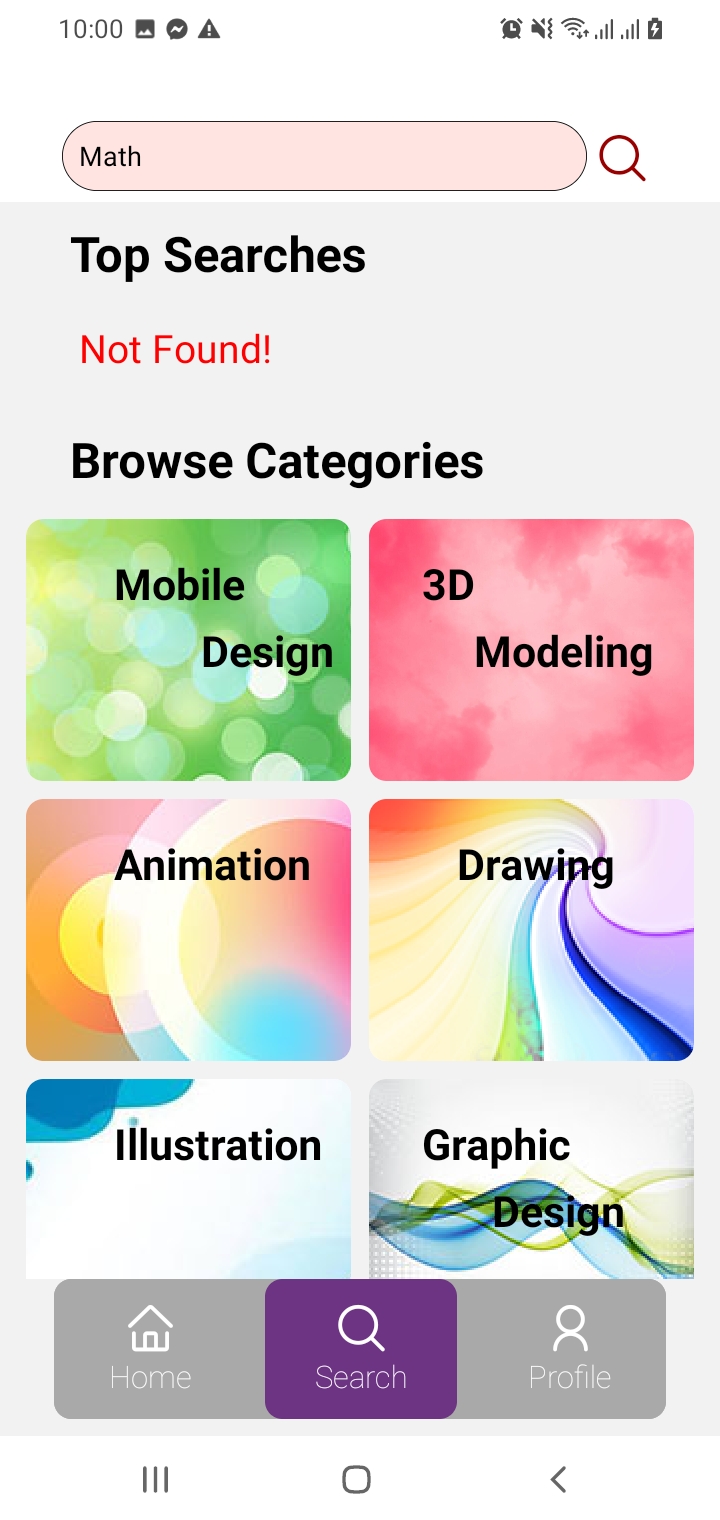 10:00
Math
Top Searches
Not Found!
Browse Categories
Mobile
Design
3D
Modeling
Animation
Drawing
Illustration
Graphic
Design
Home
Search
Profile